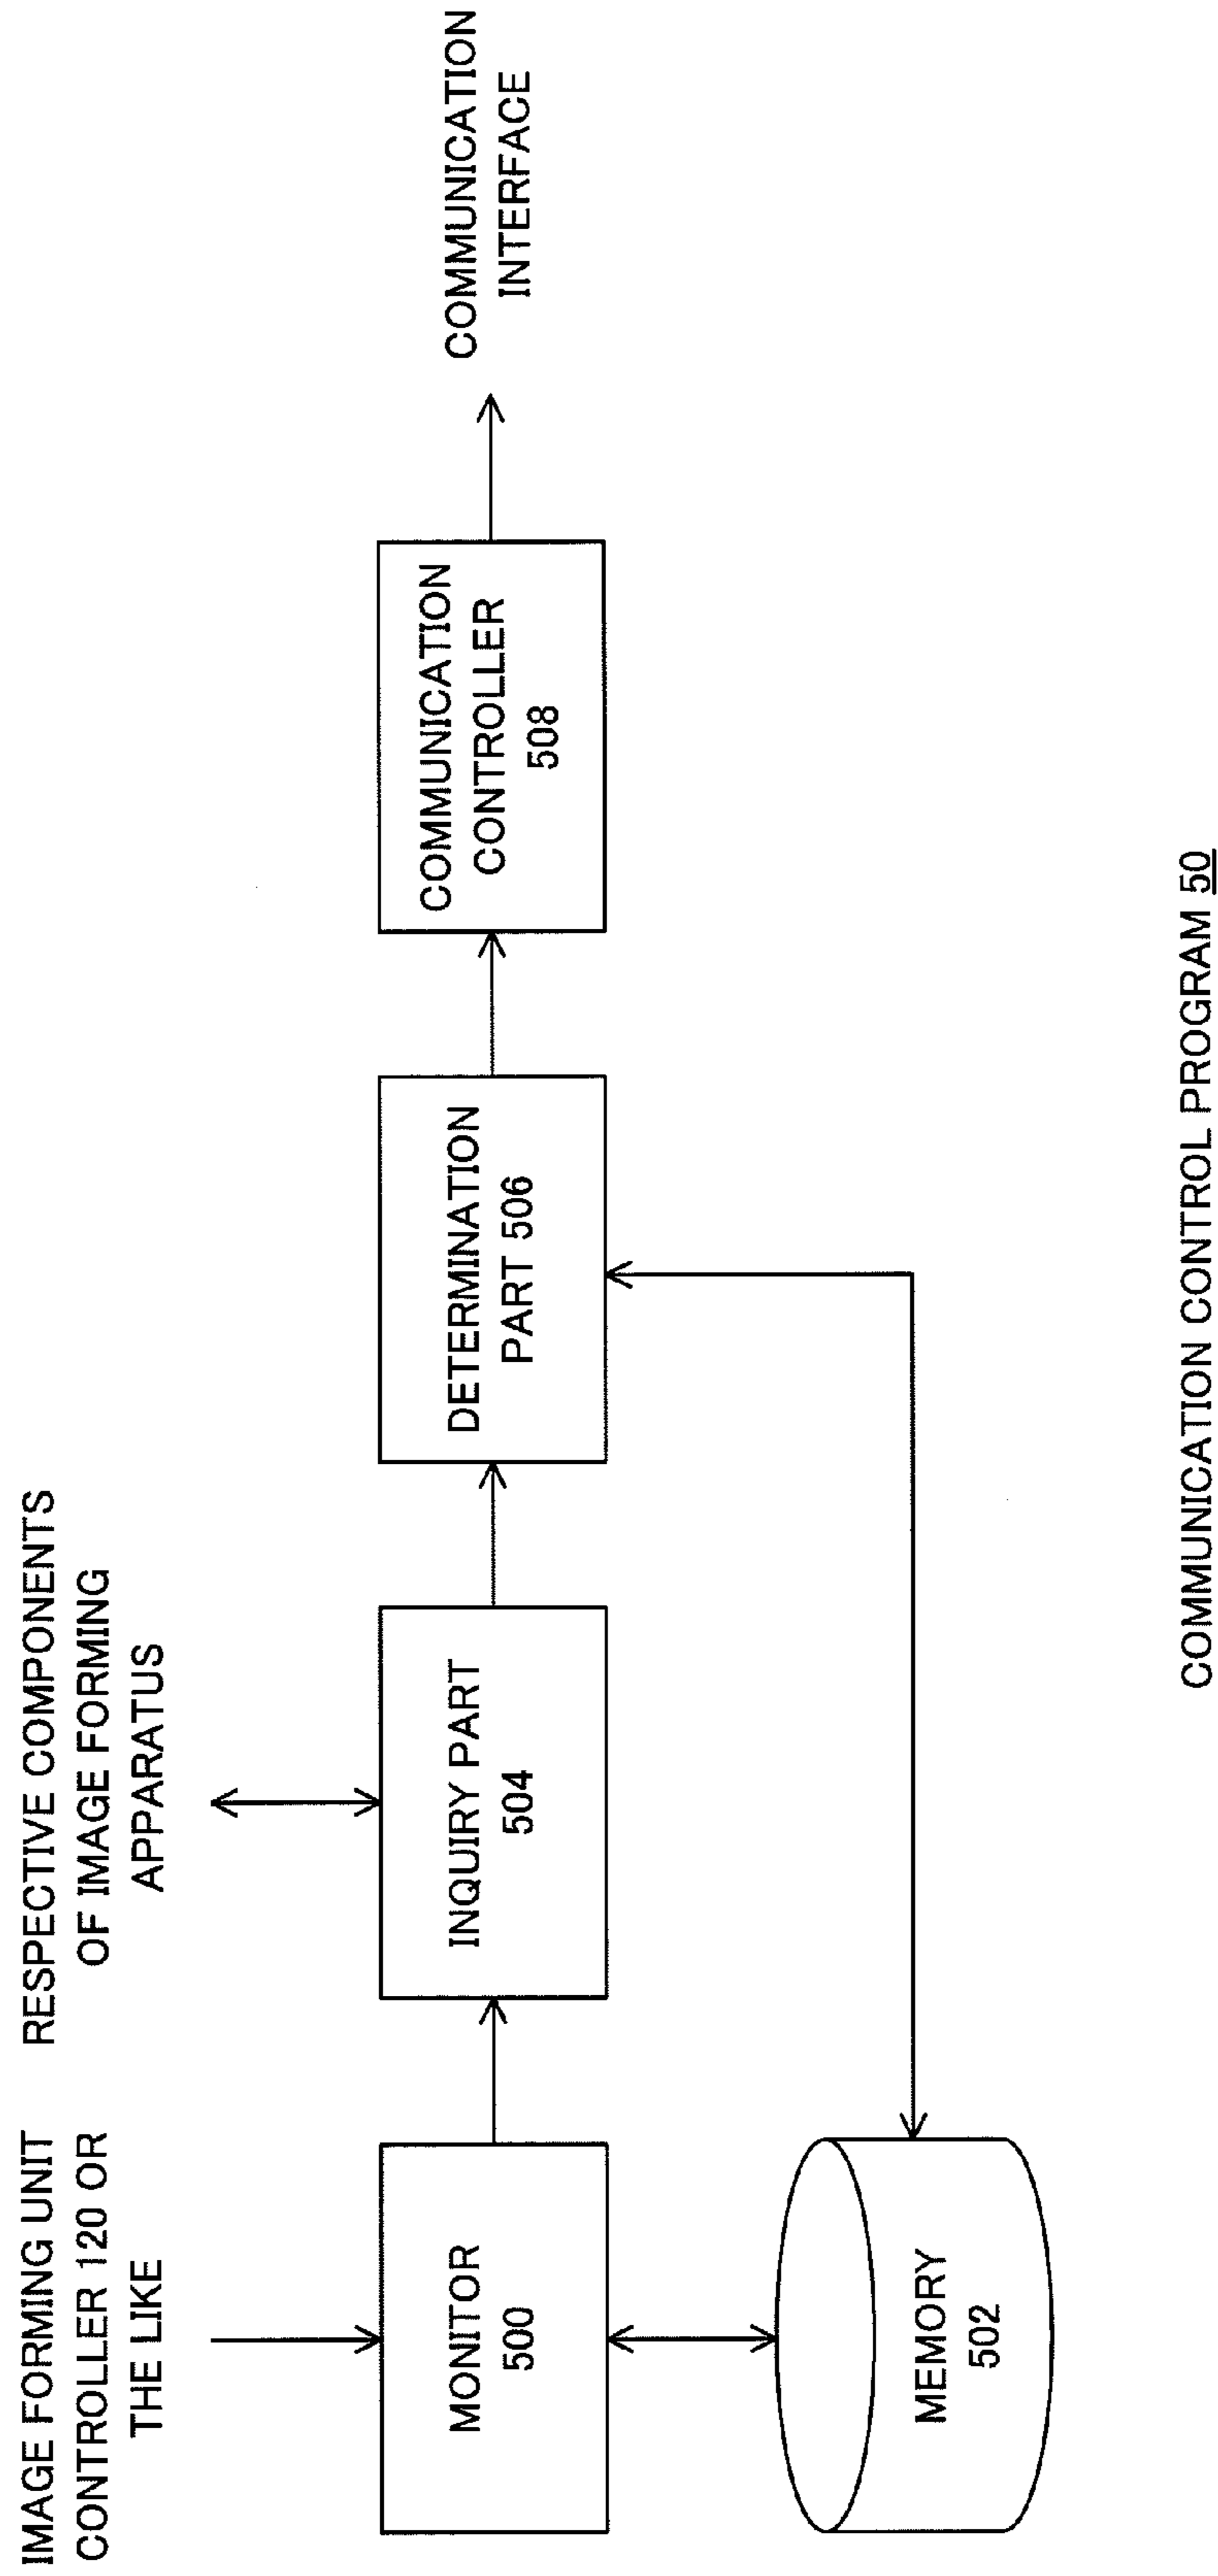 IMAGE FORMING UNIT
CONTROLLER 120 OR
THE LIKE
RESPECTIVE COMPONENTS
OF IMAGE FORMING
APPARATUS
MONITOR
500
INQUIRY PART
504
DETERMINATION
PART 506
COMMUNICATION
CONTROLLER
508
COMMUNICATION
INTERFACE
MEMORY
502
COMMUNICATION CONTROL PROGRAM 50